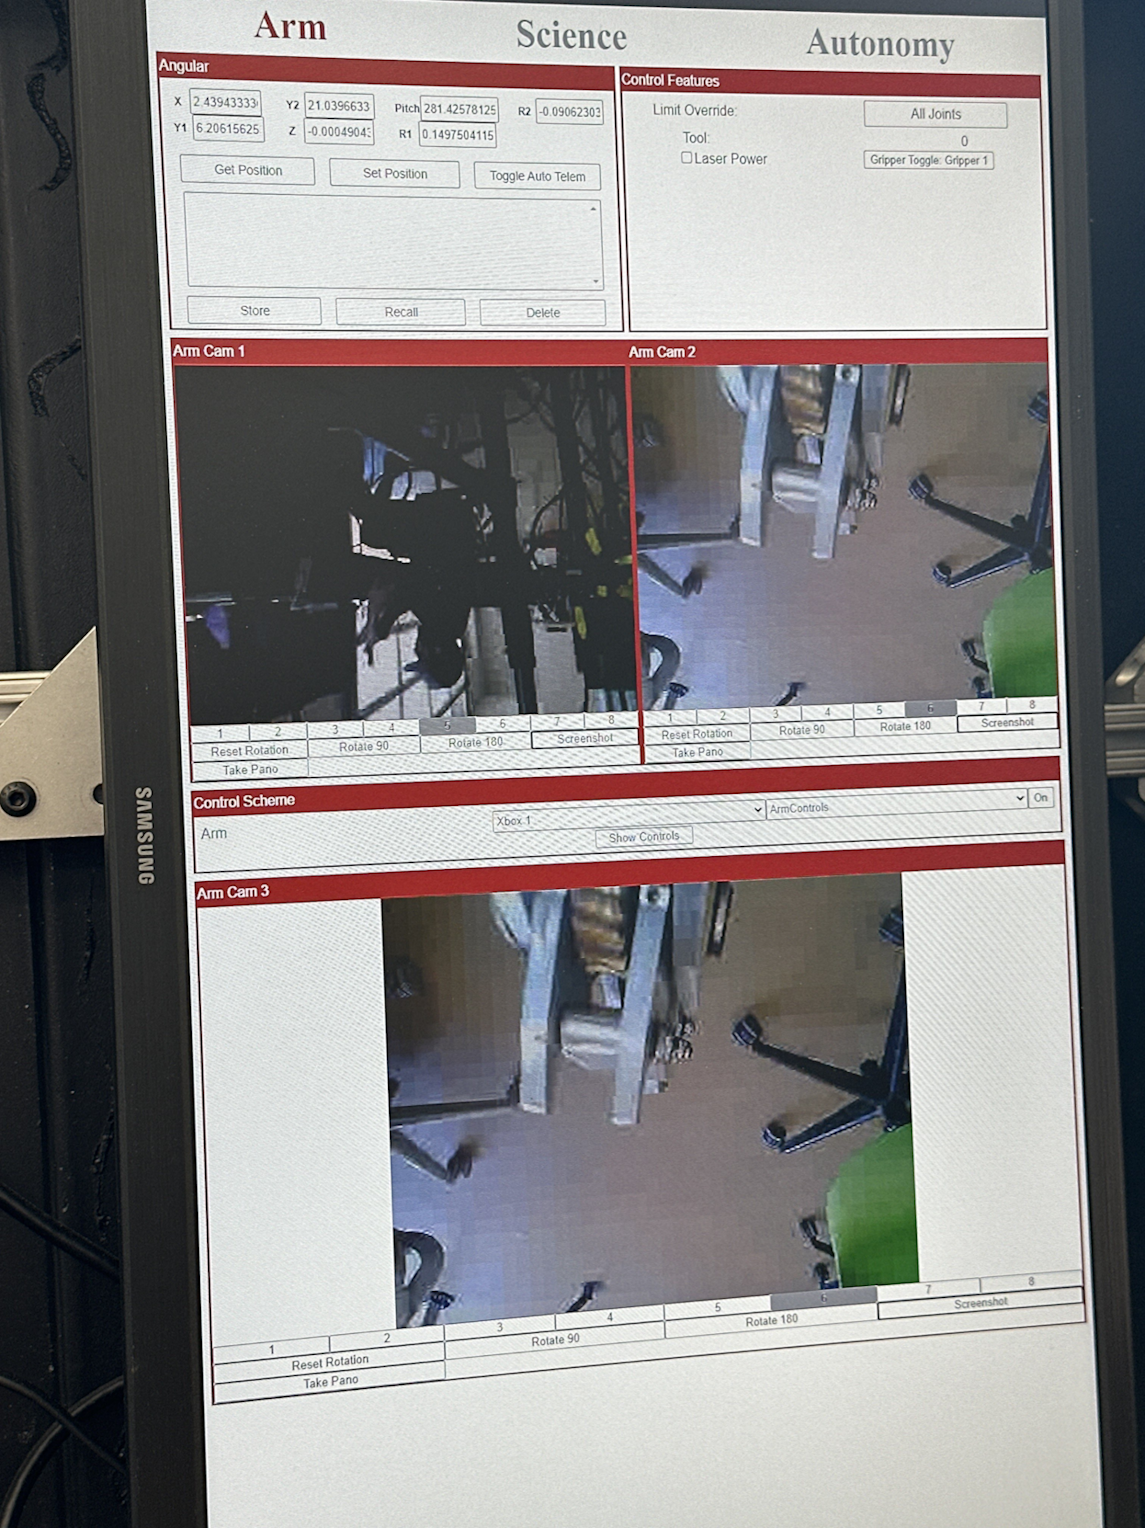 Arm Science Autonomy
Angular
X 2.43943333 Y2 21.0396633 Pitch 281.42578125 R2 -0.09062303
Y1 6.20615625 Z -0.00049043 R1 0.1497504115
Get Position Set Position Toggle Auto Telem
Store Recall Delete
Control Features
Limit Override: All Joints
Tool: 0
Laser Power Gripper Toggle: Gripper 1
Arm Cam 1
1 2 3 4 5 6 7 8
Reset Rotation Rotate 90 Rotate 180 Screenshot
Take Pano
Arm Cam 2
1 2 3 4 5 6 7 8
Reset Rotation Rotate 90 Rotate 180 Screenshot
Take Pano
Control Scheme
Arm Xbox 1 ArmControls On
Show Controls
Arm Cam 3
1 2 3 4 5 6 7 8
Reset Rotation Rotate 90 Rotate 180 Screenshot
Take Pano
SAMSUNG